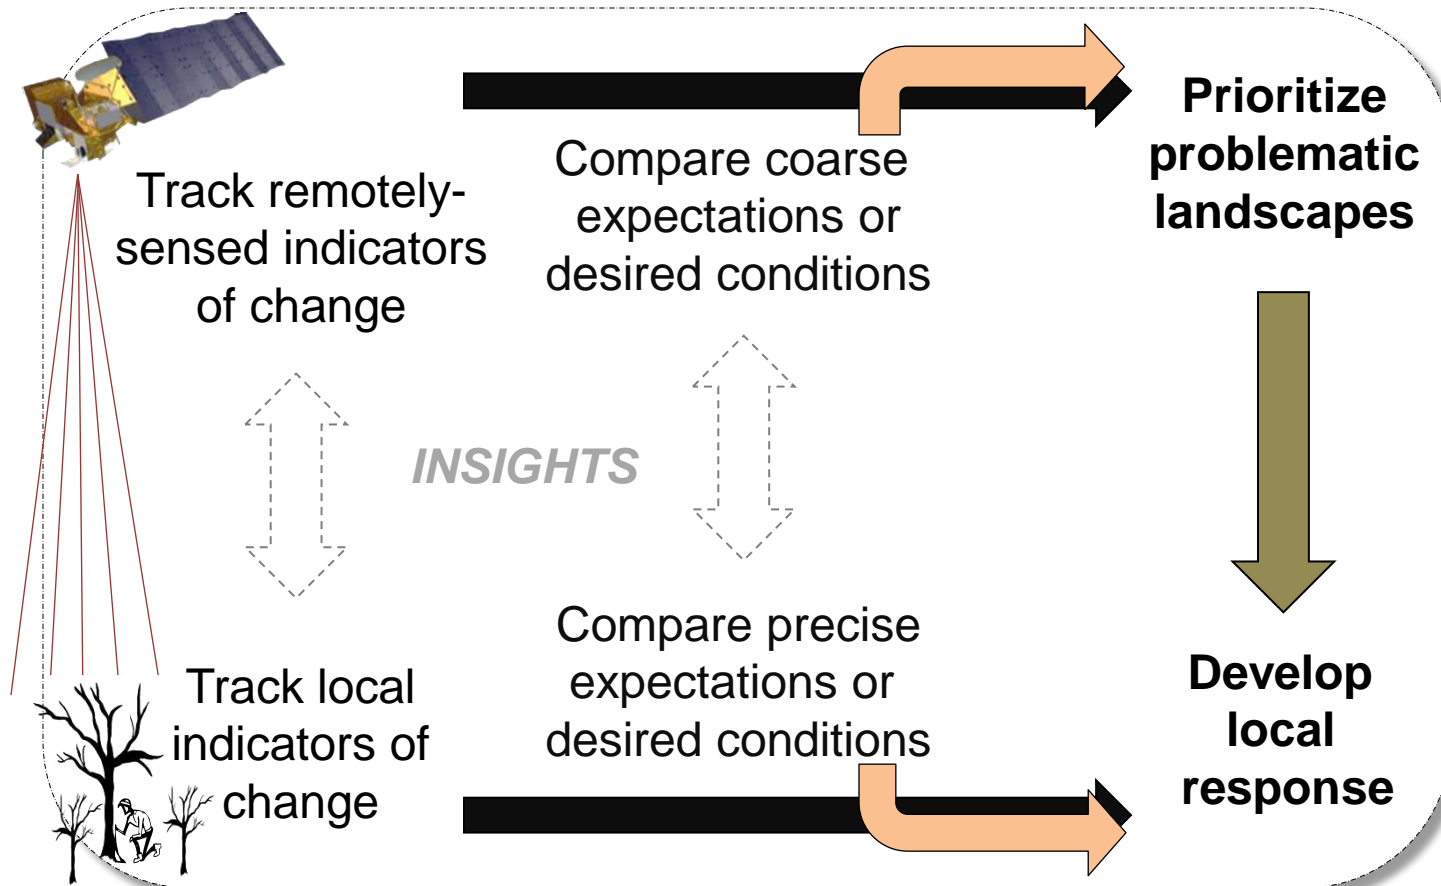 Track remotely-
sensed indicators
of change
Compare coarse
expectations or
desired conditions
Prioritize
problematic
landscapes
INSIGHTS
Track local
indicators of
change
Compare precise
expectations or
desired conditions
Develop
local
response